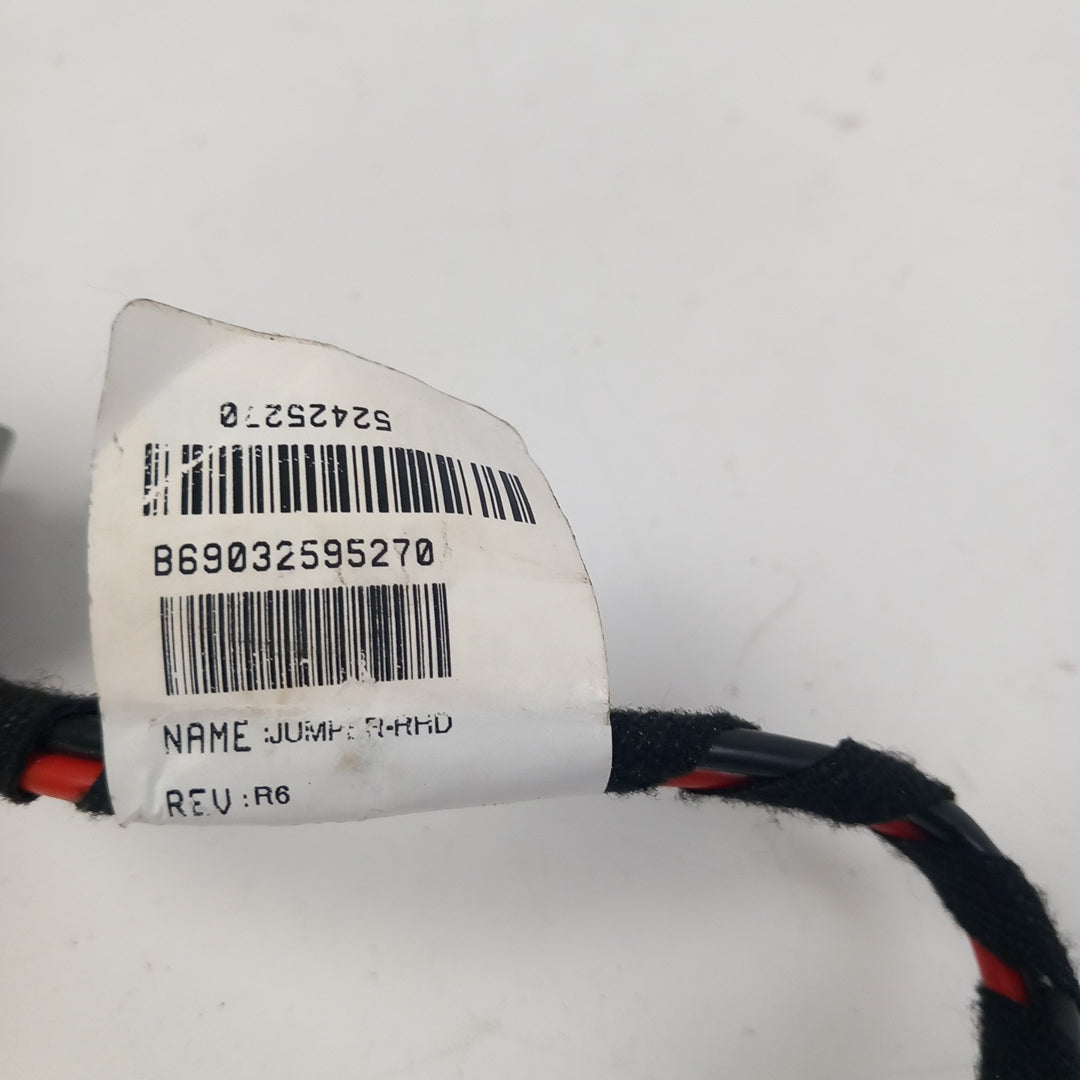 52425270
B69032595270
NAME :JUMPER-RHD
REV :R6